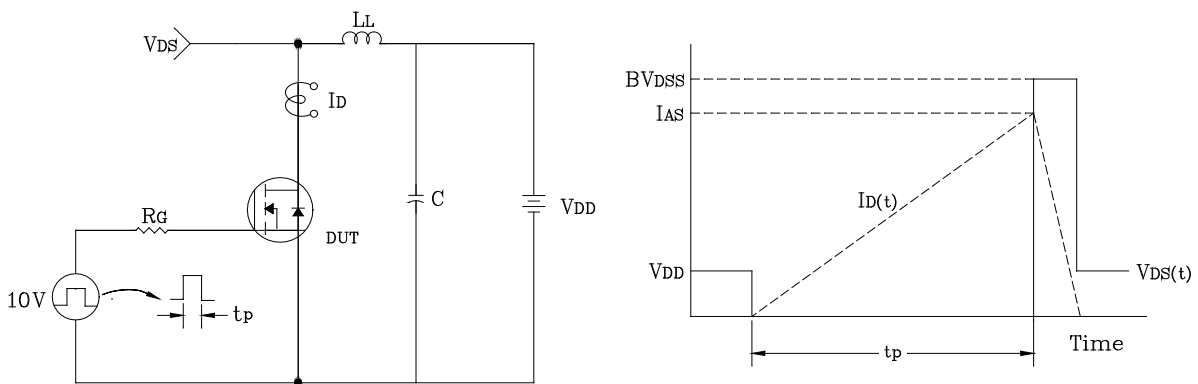 LL
VDS
ID
C
VDD
RG
DUT
10V
tp
BVDSS
IAS
ID(t)
VDD
VDS(t)
tp
Time